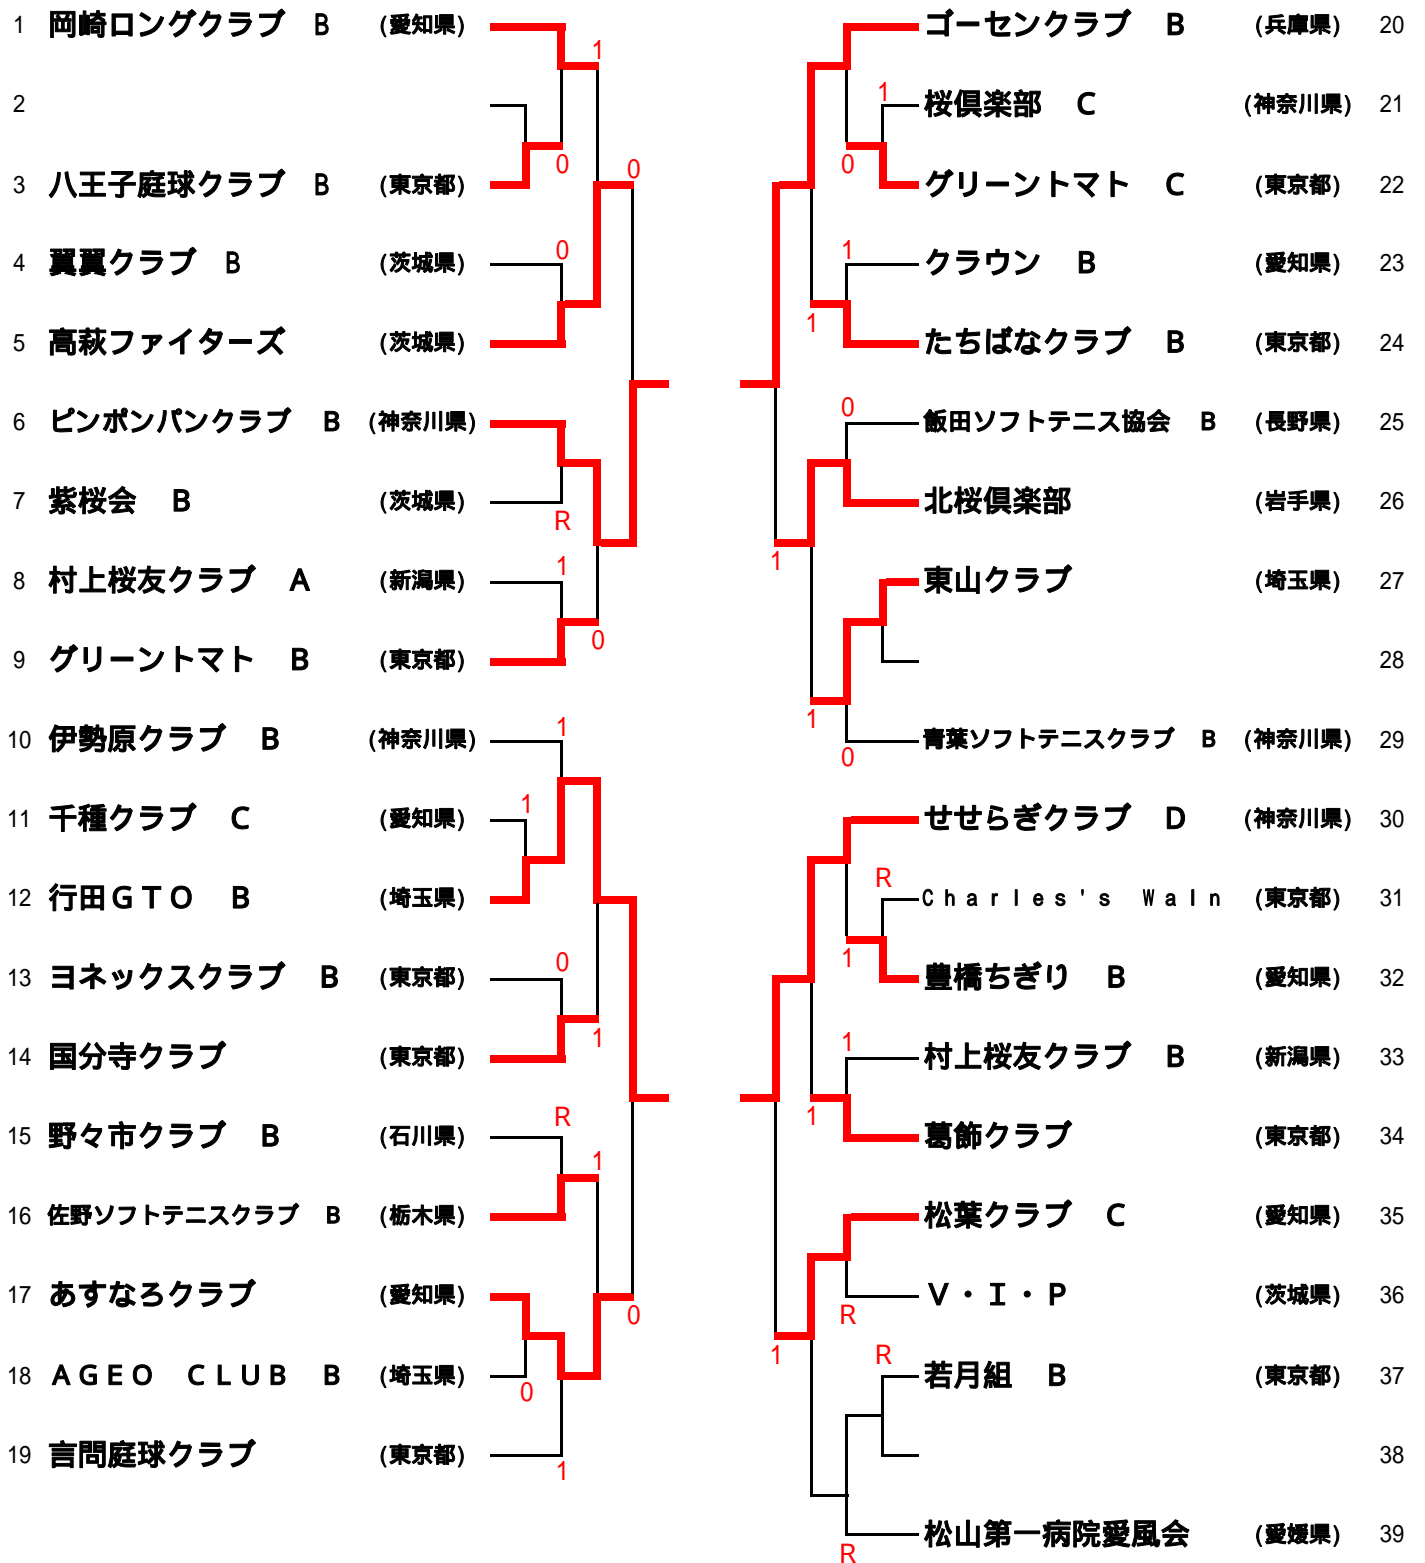 1 岡崎ロングクラブ B (愛知県)
1
2
0
0
3 八王子庭球クラブ B (東京都)
4 翼翼クラブ B (茨城県)
0
5 高萩ファイターズ (茨城県)
6 ピンポンパンクラブ B (神奈川県)
7 紫桜会 B (茨城県)
R
8 村上桜友クラブ A (新潟県)
1
0
9 グリーントマト B (東京都)
10 伊勢原クラブ B (神奈川県)
1
11 千種クラブ C (愛知県)
1
12 行田GTO B (埼玉県)
13 ヨネックスクラブ B (東京都)
0
1
14 国分寺クラブ (東京都)
15 野々市クラブ B (石川県)
R
1
16 佐野ソフトテニスクラブ B (栃木県)
17 あすなろクラブ (愛知県)
0
18 AGEO CLUB B (埼玉県)
0
19 言問庭球クラブ (東京都)
1
ゴーセンクラブ B (兵庫県) 20
1
桜倶楽部 C (神奈川県) 21
0
グリーントマト C (東京都) 22
1
クラウン B (愛知県) 23
1
たちばなクラブ B (東京都) 24
0
飯田ソフトテニス協会 B (長野県) 25
北桜倶楽部 (岩手県) 26
1
東山クラブ (埼玉県) 27
28
1
青葉ソフトテニスクラブ B (神奈川県) 29
0
せせらぎクラブ D (神奈川県) 30
R
Charles's Waln (東京都) 31
1
豊橋ちぎり B (愛知県) 32
1
村上桜友クラブ B (新潟県) 33
1
葛飾クラブ (東京都) 34
松葉クラブ C (愛知県) 35
V・I・P (茨城県) 36
R
1
R
若月組 B (東京都) 37
38
松山第一病院愛風会 (愛媛県) 39
R